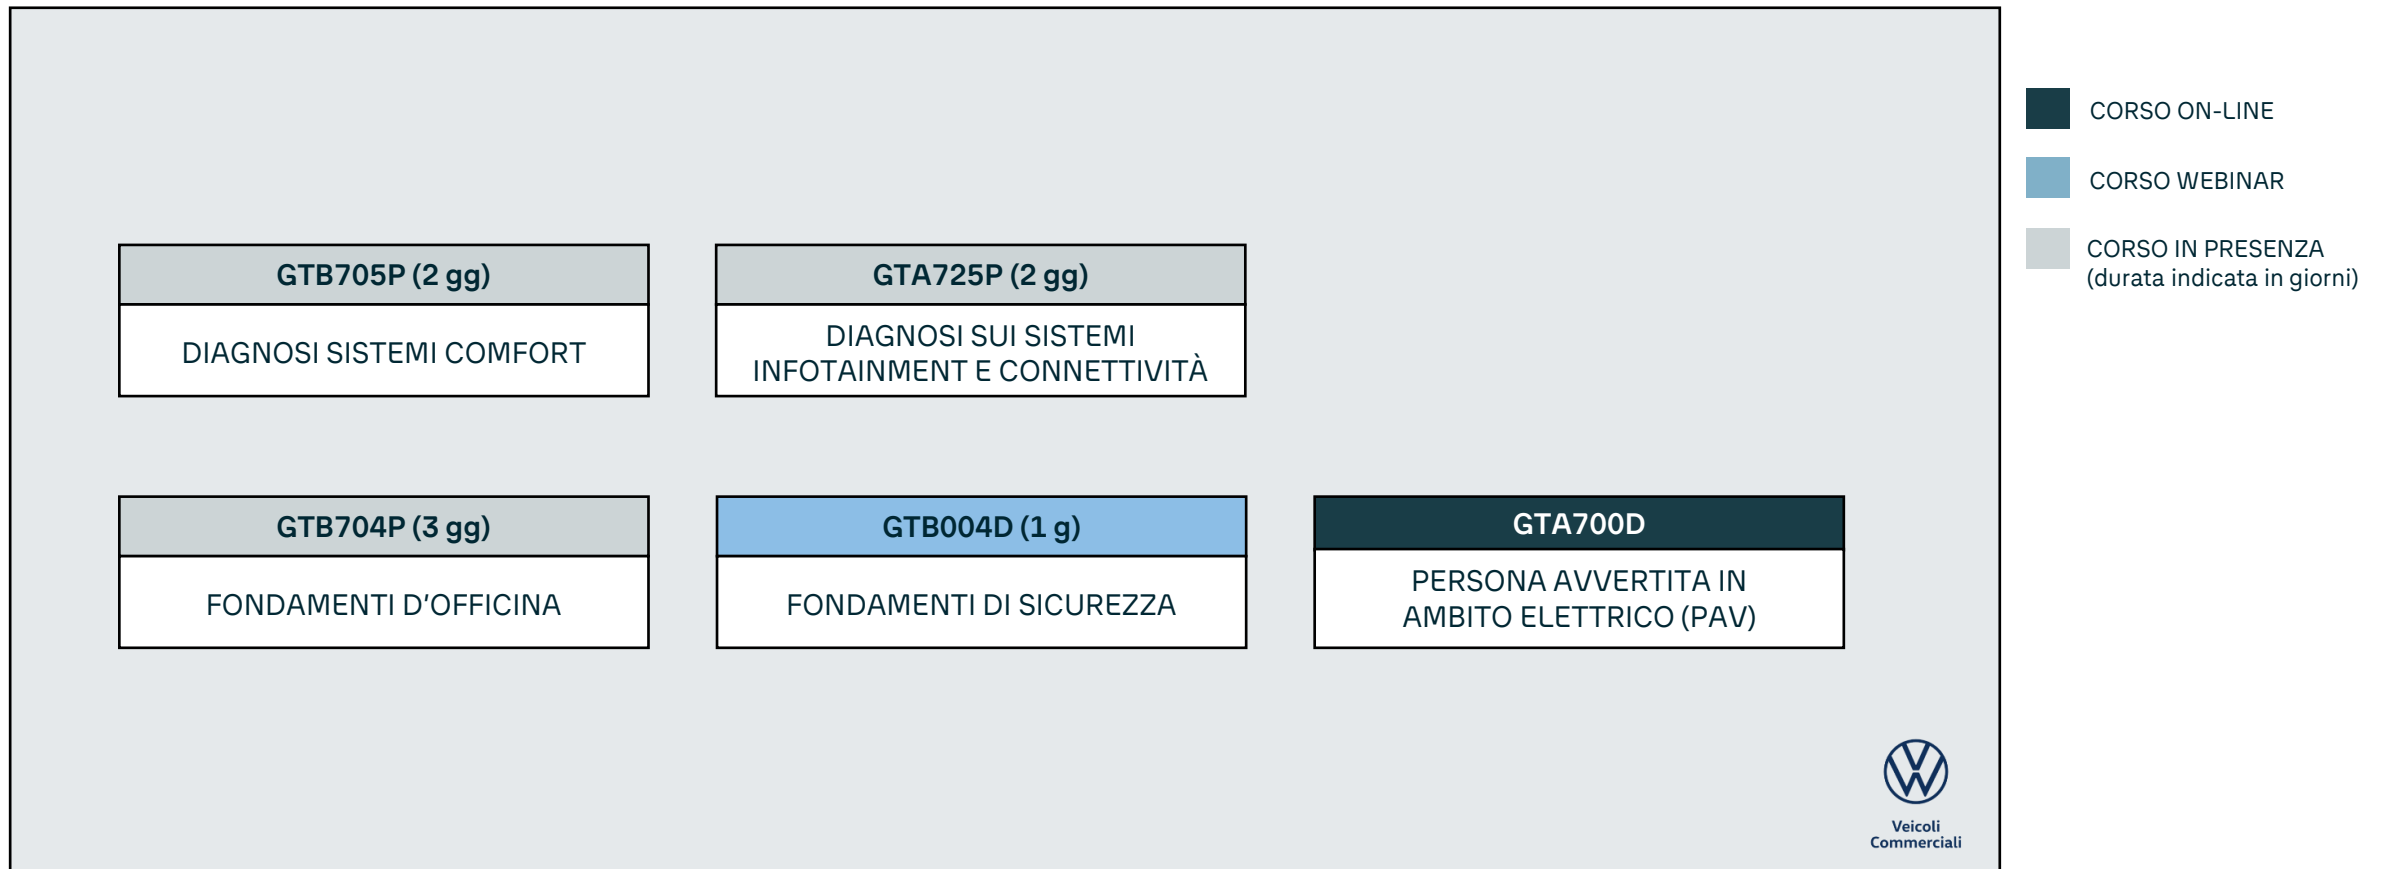 CORSO ON-LINE
CORSO WEBINAR
CORSO IN PRESENZA
(durata indicata in giorni)
GTB705P (2 gg)
DIAGNOSI SISTEMI COMFORT
GTA725P (2 gg)
DIAGNOSI SUI SISTEMI
INFOTAINMENT E CONNETTIVITÀ
GTB704P (3 gg)
FONDAMENTI D’OFFICINA
GTB004D (1 g)
FONDAMENTI DI SICUREZZA
GTA700D
PERSONA AVVERTITA IN
AMBITO ELETTRICO (PAV)
Veicoli
Commerciali